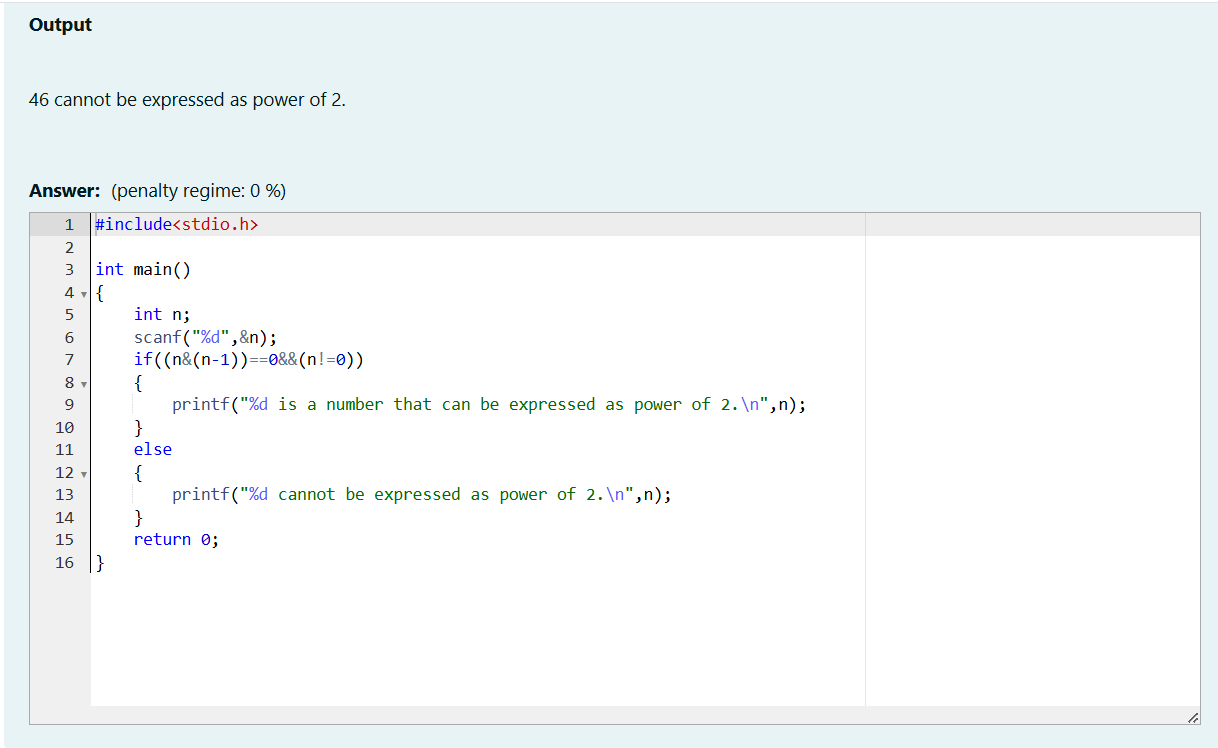 Output
46 cannot be expressed as power of 2.
Answer: (penalty regime: 0 %)
1 #include<stdio.h>
2
3 int main()
4 {
5     int n;
6     scanf("%d",&n);
7     if((n&(n-1))==0&&(n!=0))
8     {
9         printf("%d is a number that can be expressed as power of 2.\n",n);
10     }
11     else
12     {
13         printf("%d cannot be expressed as power of 2.\n",n);
14     }
15     return 0;
16 }